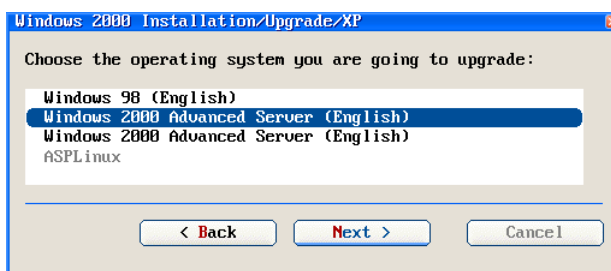 Windows 2000 Installation/Upgrade/XP
Choose the operating system you are going to upgrade:
Windows 98 (English)
Windows 2000 Advanced Server (English)
Windows 2000 Advanced Server (English)
ASPLinux
< Back Next > Cancel